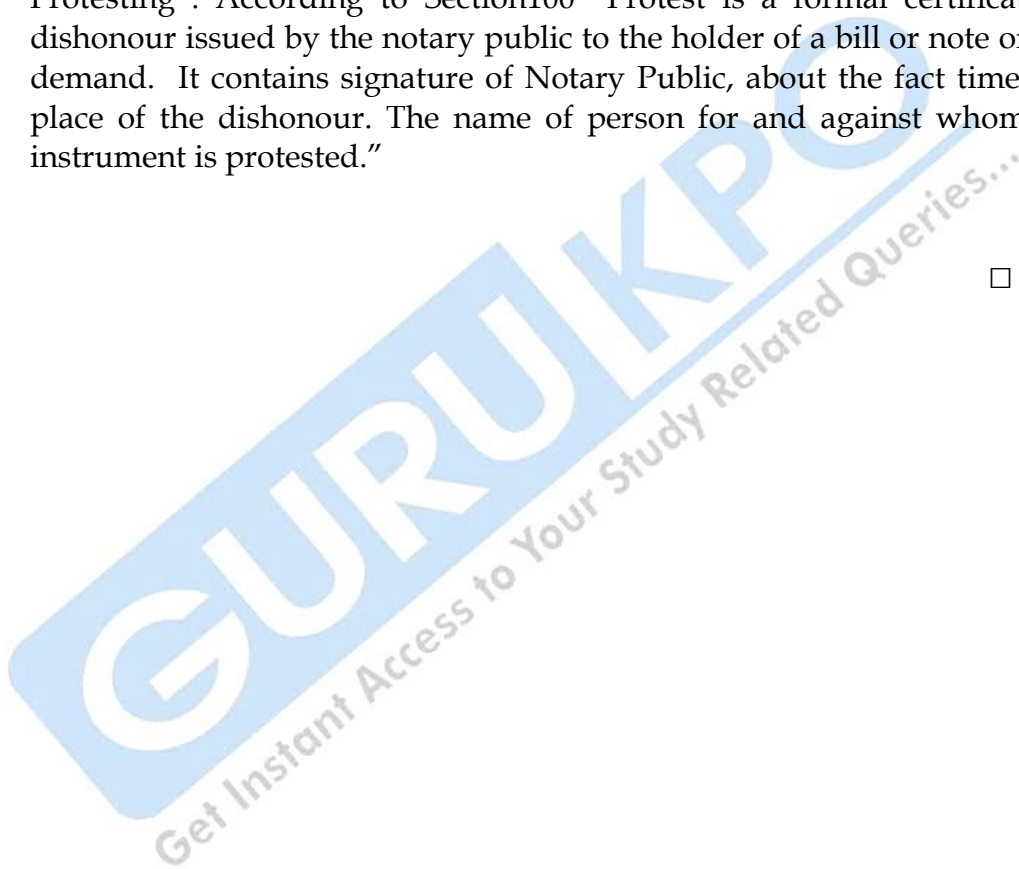 Protesting". According to Section100 "Protest is a formal certificat
dishonour issued by the notary public to the holder of a bill or note or
demand. It contains signature of Notary Public, about the fact time
place of the dishonour. The name of person for and against whom
instrument is protested."
□
GURUKPO
Get Instant Access to Your Study Related Queries...